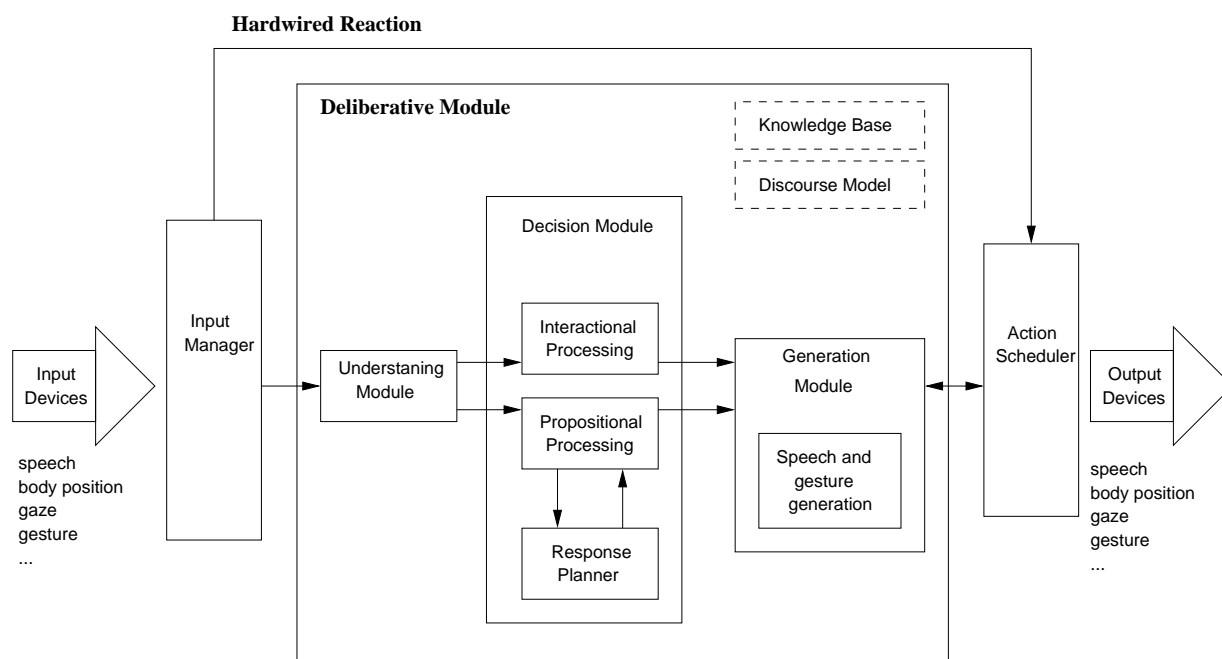 Hardwired Reaction
Deliberative Module
Knowledge Base
Discourse Model
Decision Module
Input
Manager
Interactional
Processing
Action
Scheduler
Input
Devices
Understaning
Module
Generation
Module
Output
Devices
Propositional
Processing
Speech and
gesture
generation
Response
Planner
speech
body position
gaze
gesture
...
speech
body position
gaze
gesture
...